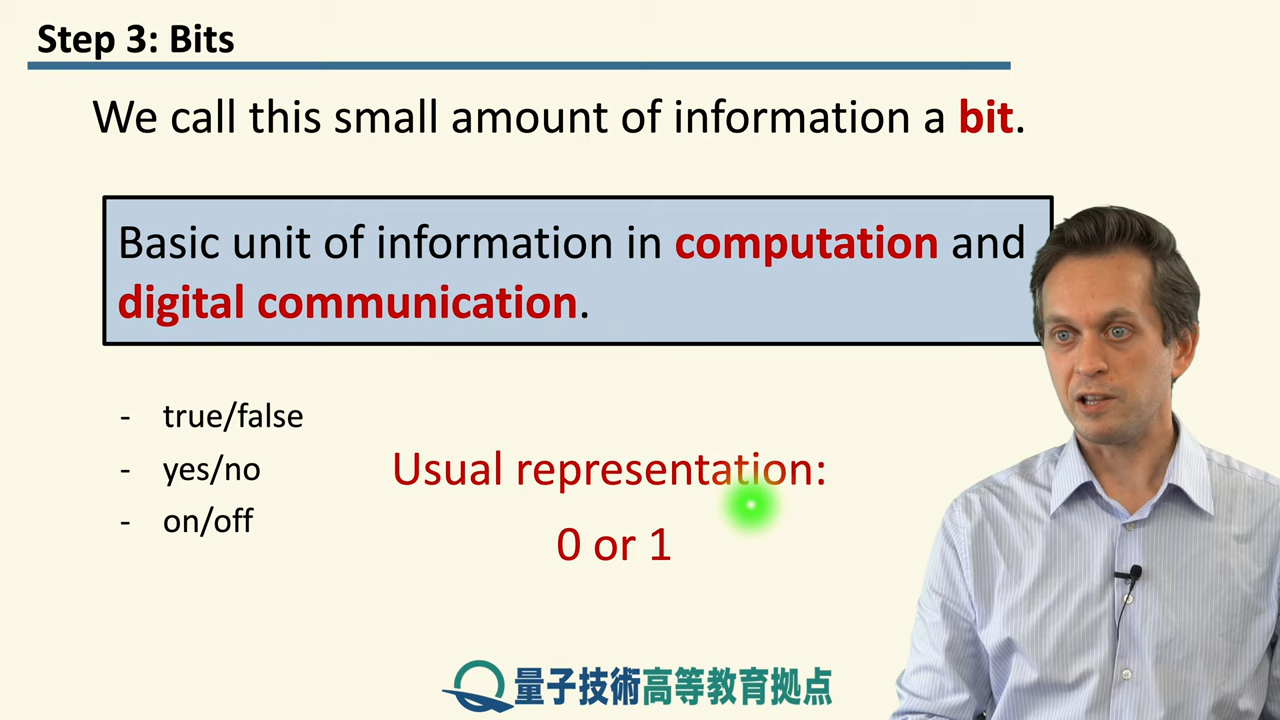 Step 3: Bits
We call this small amount of information a bit.
Basic unit of information in computation and
digital communication.
- true/false
- yes/no
- on/off
Usual representation:
0 or 1
量子技術高等教育拠点